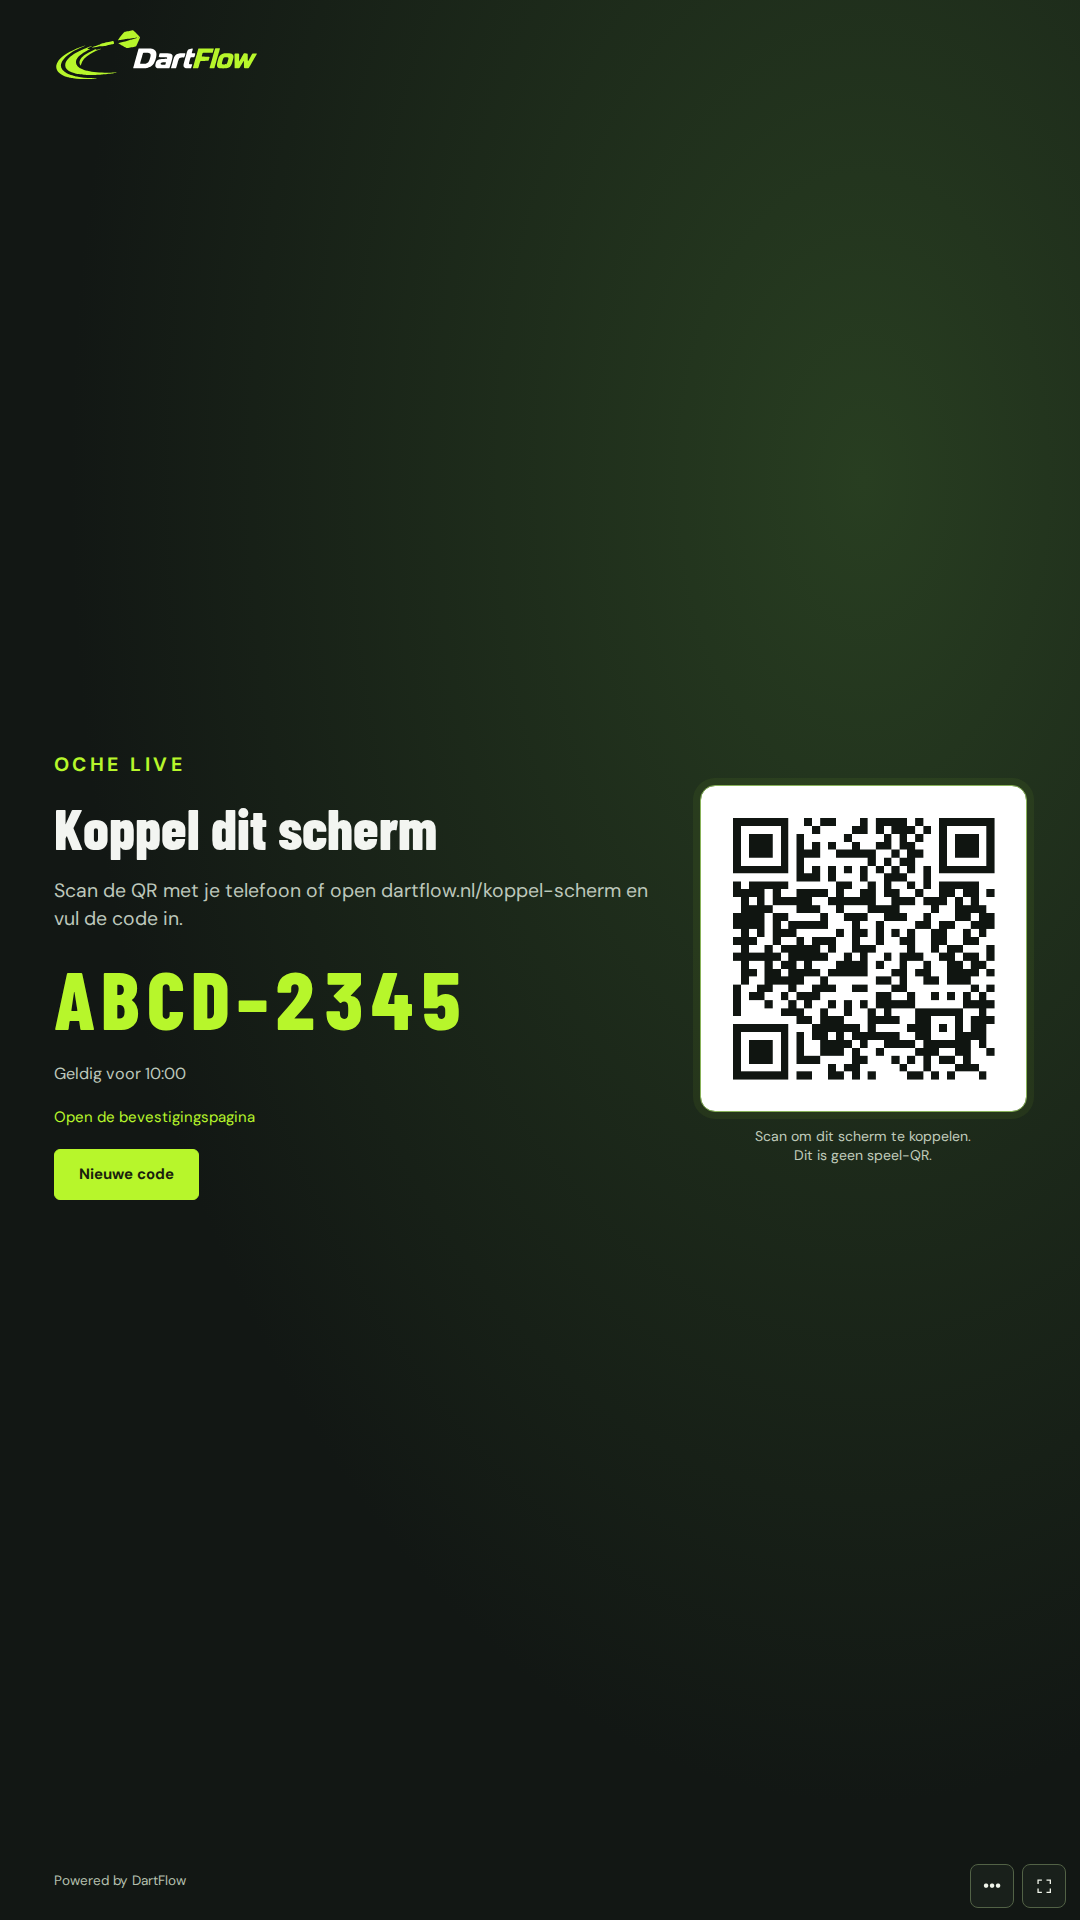 DartFlow
OCHE LIVE
Koppel dit scherm
Scan de QR met je telefoon of open dartflow.nl/koppel-scherm en
vul de code in.
ABCD-2345
Geldig voor 10:00
Open de bevestigingspagina
Nieuwe code
Scan om dit scherm te koppelen.
Dit is geen speel-QR.
Powered by DartFlow